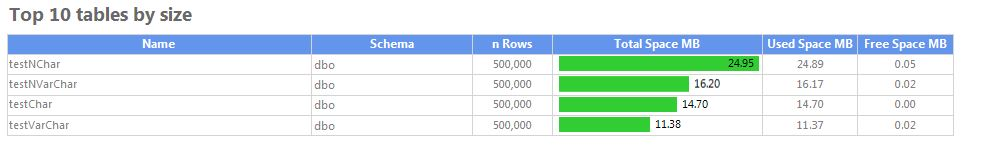 Top 10 tables by size
Name Schema n Rows Total Space MB Used Space MB Free Space MB
testNChar dbo 500,000 24.95 24.89 0.05
testNVarChar dbo 500,000 16.20 16.17 0.02
testChar dbo 500,000 14.70 14.70 0.00
testVarChar dbo 500,000 11.38 11.37 0.02